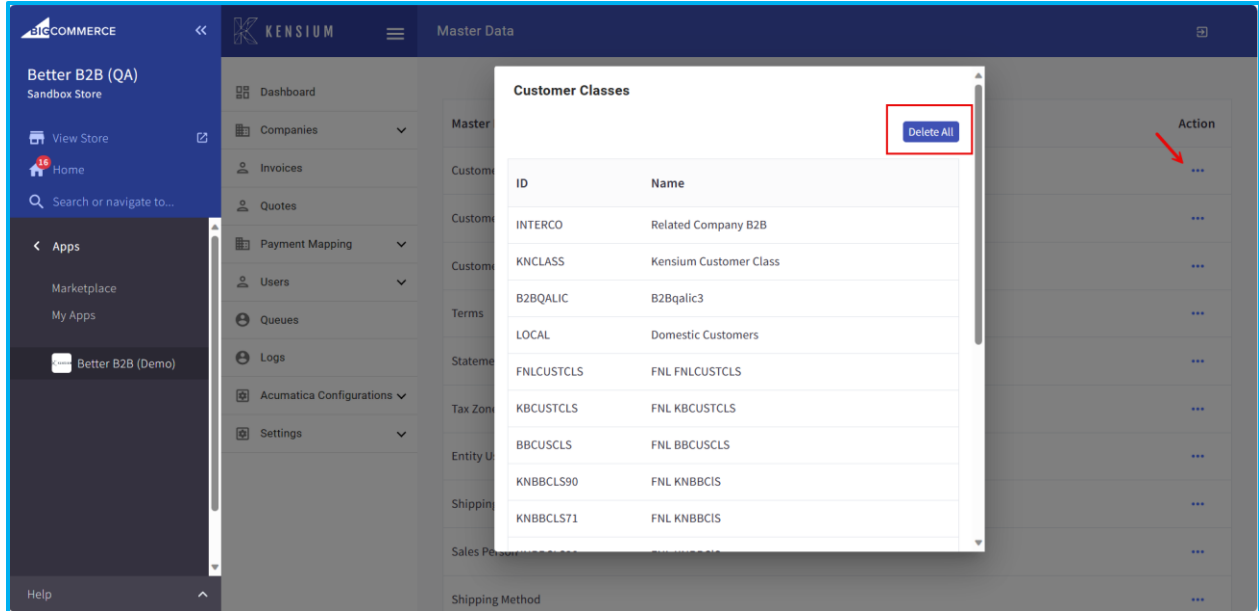 BIGCOMMERCE
Better B2B (QA)
Sandbox Store
View Store
16
Home
Search or navigate to...
Apps
Marketplace
My Apps
Better B2B (Demo)
Help
KENSIUM
Dashboard
Companies
Invoices
Quotes
Payment Mapping
Users
Queues
Logs
Acumatica Configurations
Settings
Master Data
Master
Action
Custome
Custome
Custome
Terms
Stateme
Tax Zone
Entity U
Shipping
Sales Person
Shipping Method
Customer Classes
Delete All
ID Name
INTERCO Related Company B2B
KNCLASS Kensium Customer Class
B2BQALIC B2Bqalic3
LOCAL Domestic Customers
FNLCUSTCLS FNL FNLCUSTCLS
KBCUSTCLS FNL KBCUSTCLS
BBCUSCLS FNL BBCUSCLS
KNBBCLS90 FNL KNBBClS
KNBBCLS71 FNL KNBBClS